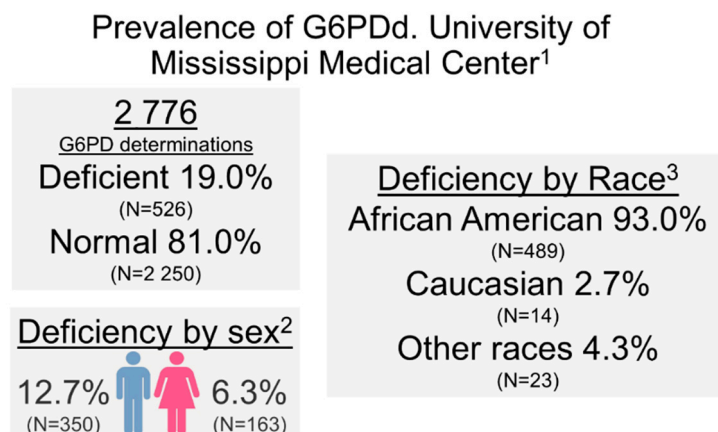 Prevalence of G6PDd. University of
Mississippi Medical Center¹
2 776
G6PD determinations
Deficient 19.0%
(N=526)
Normal 81.0%
(N=2 250)
Deficiency by sex²
12.7% 6.3%
(N=350) (N=163)
Deficiency by Race³
African American 93.0%
(N=489)
Caucasian 2.7%
(N=14)
Other races 4.3%
(N=23)